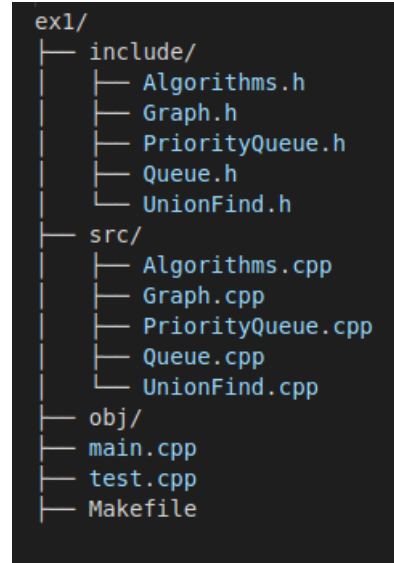 ex1/
├── include/
│   ├── Algorithms.h
│   ├── Graph.h
│   ├── PriorityQueue.h
│   ├── Queue.h
│   └── UnionFind.h
├── src/
│   ├── Algorithms.cpp
│   ├── Graph.cpp
│   ├── PriorityQueue.cpp
│   ├── Queue.cpp
│   └── UnionFind.cpp
├── obj/
├── main.cpp
├── test.cpp
├── Makefile